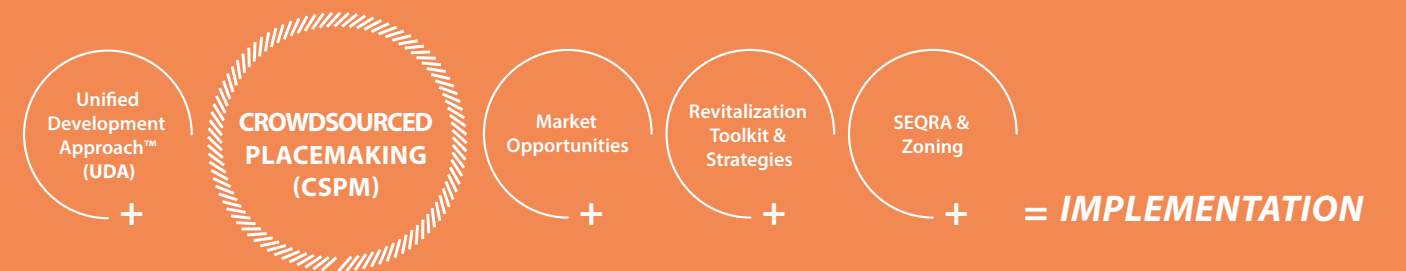 Unified
Development
Approach™
(UDA)
+
CROWDSOURCED
PLACEMAKING
(CSPM)
Market
Opportunities
+
Revitalization
Toolkit &
Strategies
+
SEQRA &
Zoning
+
= IMPLEMENTATION